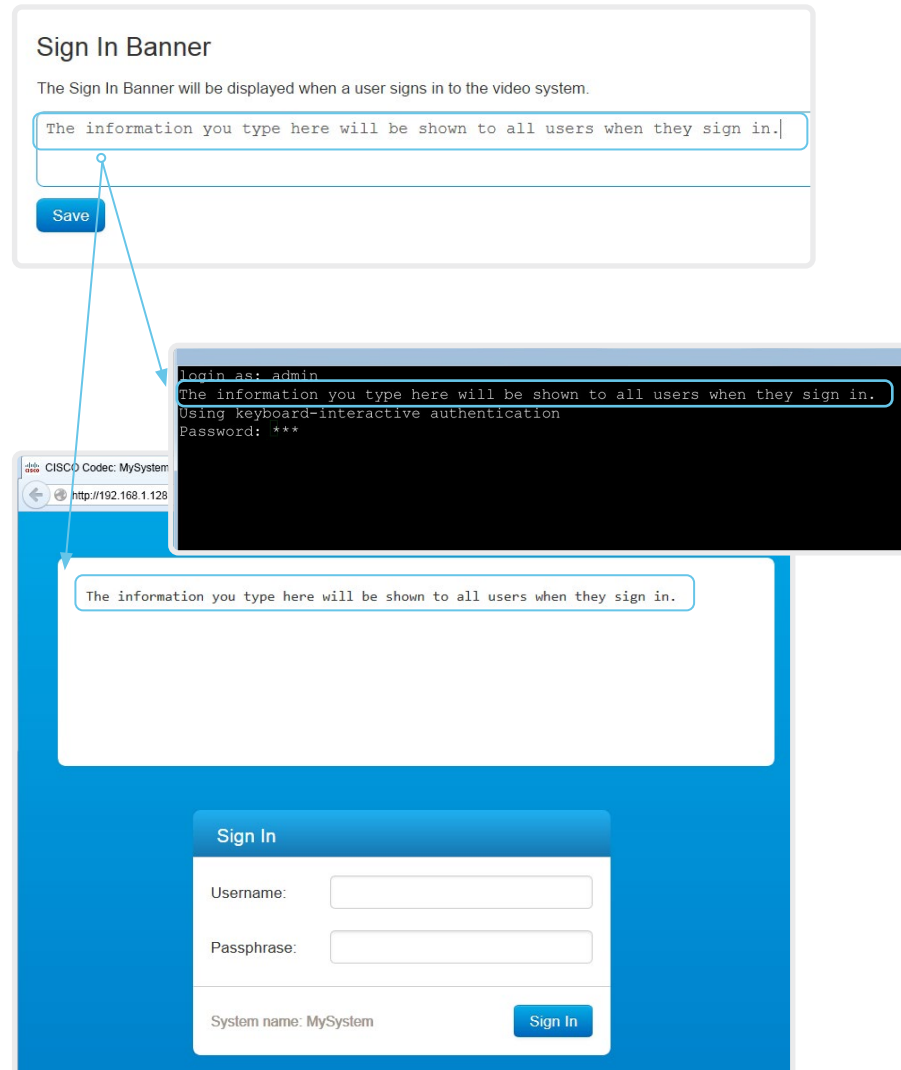 Sign In Banner
The Sign In Banner will be displayed when a user signs in to the video system.
The information you type here will be shown to all users when they sign in.
Save
login as: admin
The information you type here will be shown to all users when they sign in.
Using keyboard-interactive authentication
Password: ***
CISCO Codec: MySystem
http://192.168.1.128
The information you type here will be shown to all users when they sign in.
Sign In
Username:
Passphrase:
System name: MySystem
Sign In